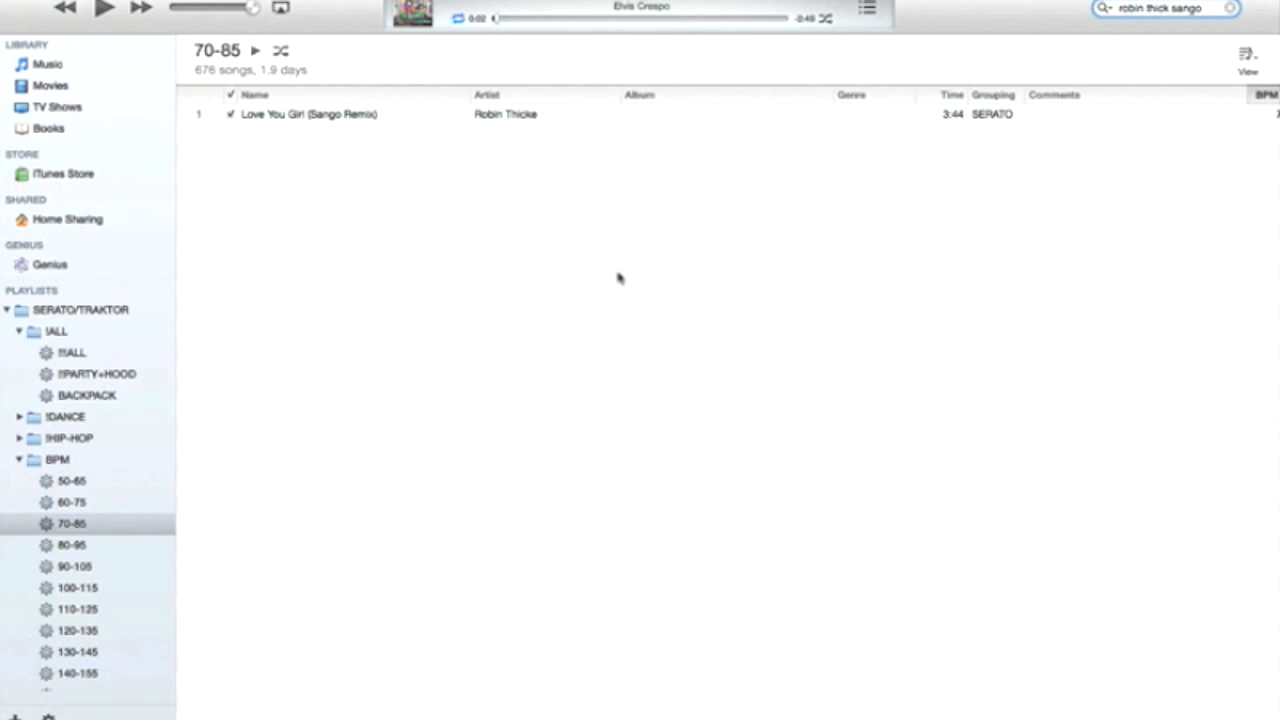 Elvis Crespo
0:02
-3:49
robin thick sango
LIBRARY
Music
Movies
TV Shows
Books
STORE
iTunes Store
SHARED
Home Sharing
GENIUS
Genius
PLAYLISTS
SERATO/TRAKTOR
!ALL
!!!ALL
!!PARTY+HOOD
BACKPACK
!DANCE
!HIP-HOP
BPM
50-65
60-75
70-85
80-95
90-105
100-115
110-125
120-135
130-145
140-155
70-85
676 songs, 1.9 days
View
Name Artist Album Genre Time Grouping Comments BPM
1 Love You Girl (Sango Remix) Robin Thicke 3:44 SERATO